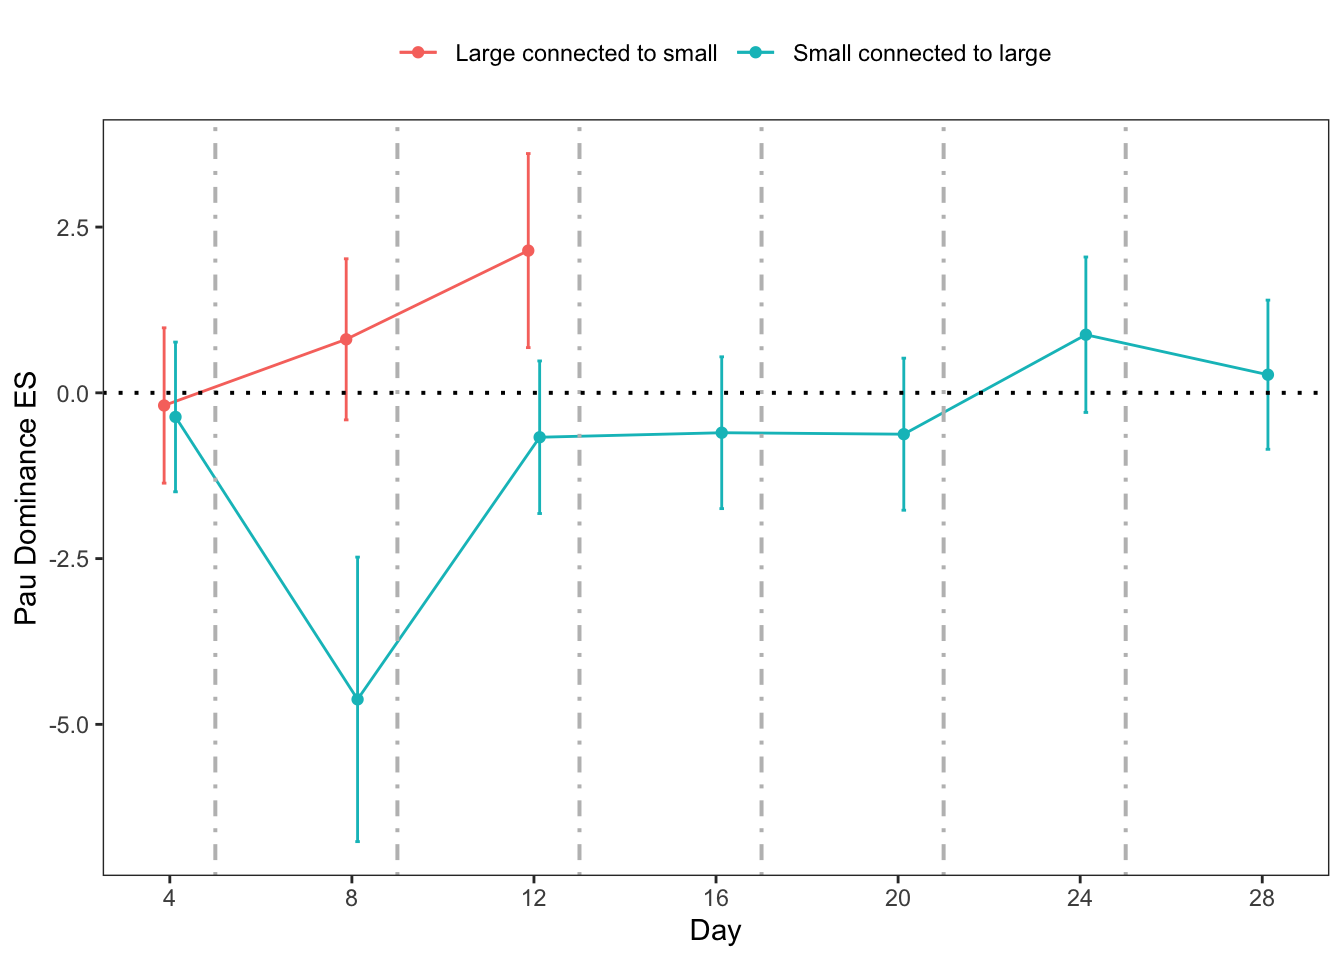 Large connected to small Small connected to large
Pau Dominance ES
2.5
0.0
-2.5
-5.0
4 8 12 16 20 24 28
Day